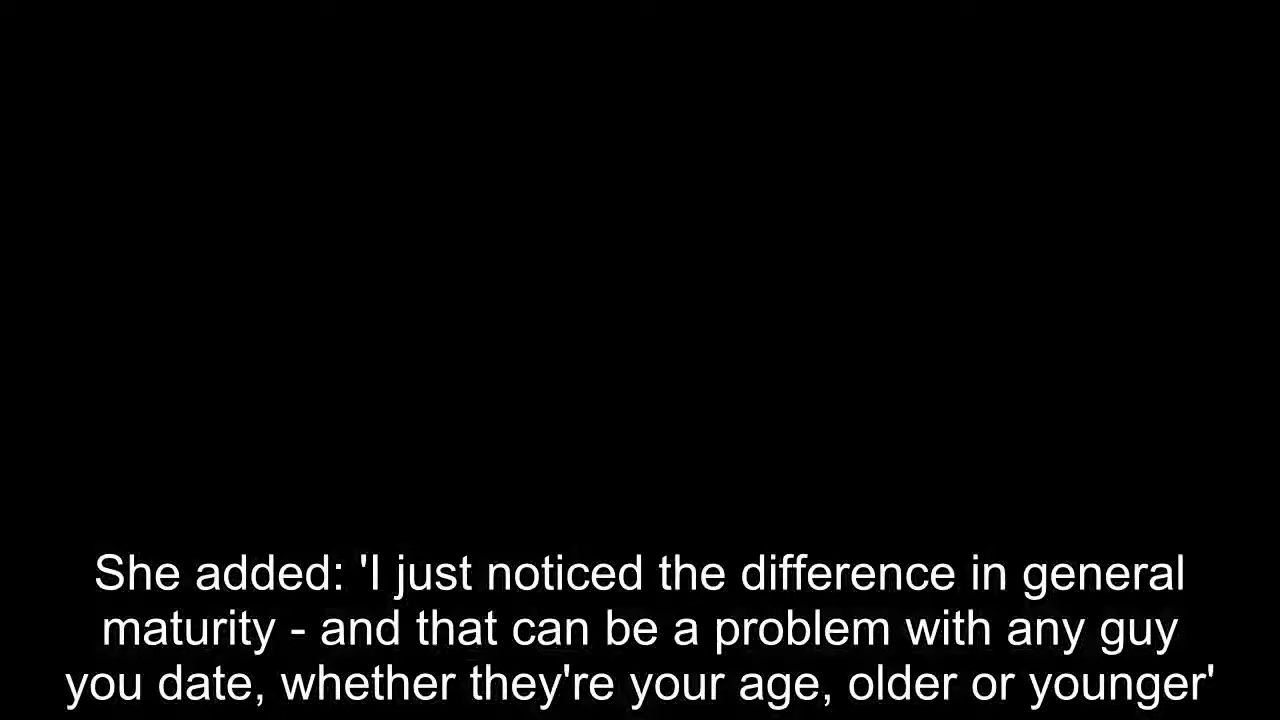 She added: 'I just noticed the difference in general
maturity - and that can be a problem with any guy
you date, whether they're your age, older or younger'